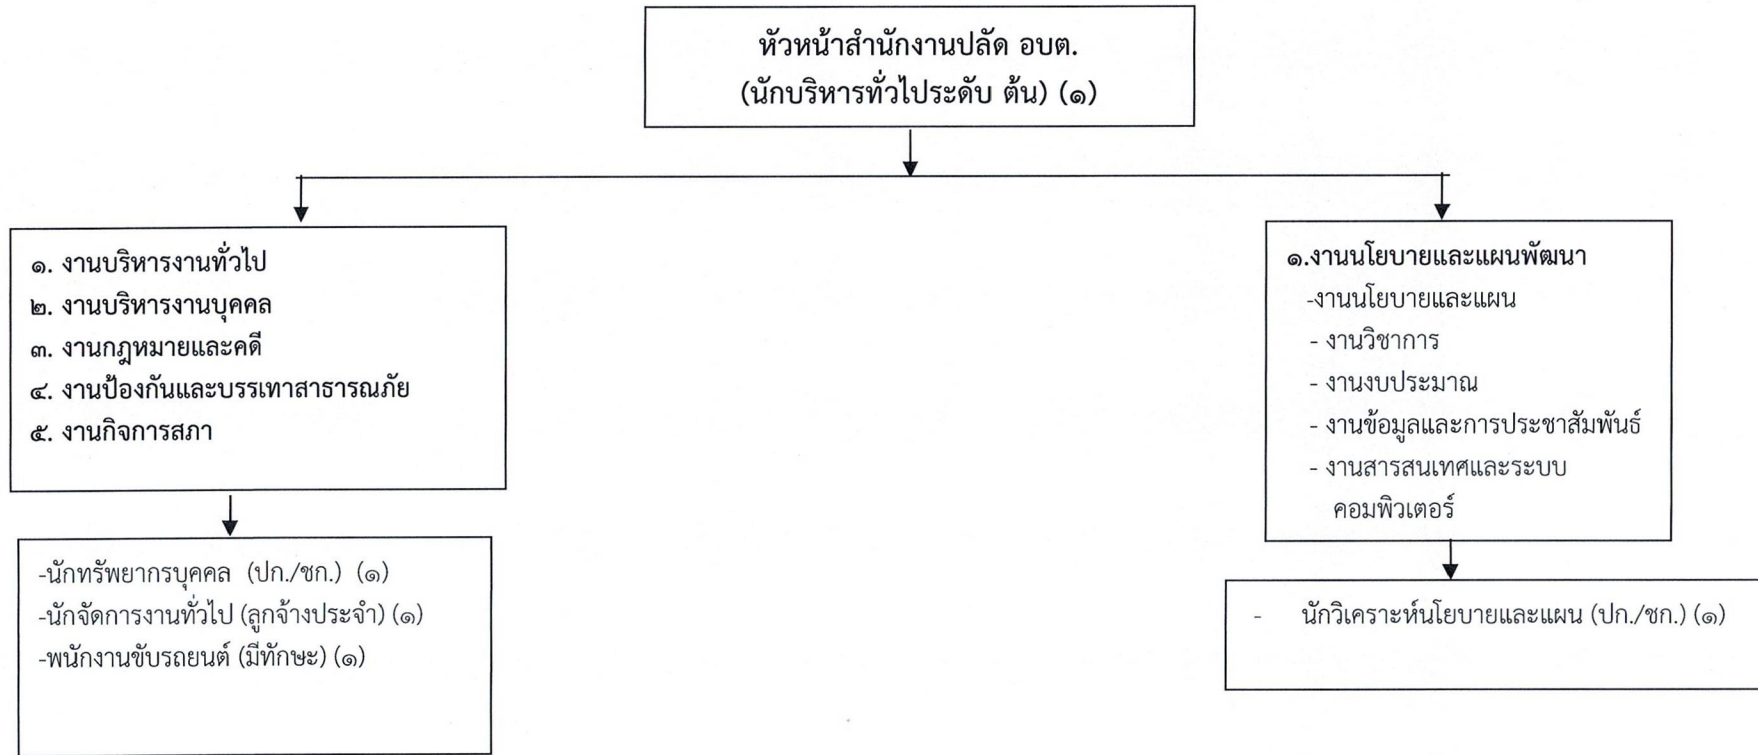 หัวหน้าสำนักงานปลัด อบต.
(นักบริหารทั่วไประดับ ต้น) (๑)
๑. งานบริหารงานทั่วไป
๒. งานบริหารงานบุคคล
๓. งานกฎหมายและคดี
๔. งานป้องกันและบรรเทาสาธารณภัย
๕. งานกิจการสภา
-นักทรัพยากรบุคคล (ปก./ชก.) (๑)
-นักจัดการงานทั่วไป (ลูกจ้างประจำ) (๑)
-พนักงานขับรถยนต์ (มีทักษะ) (๑)
๑.งานนโยบายและแผนพัฒนา
-งานนโยบายและแผน
- งานวิชาการ
- งานงบประมาณ
- งานข้อมูลและการประชาสัมพันธ์
- งานสารสนเทศและระบบ
คอมพิวเตอร์
- นักวิเคราะห์นโยบายและแผน (ปก./ชก.) (๑)